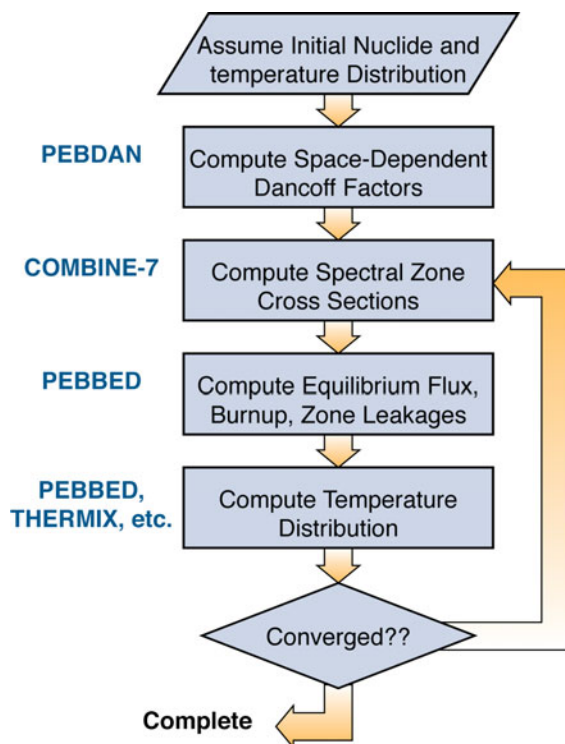 Assume Initial Nuclide and
temperature Distribution
PEBDAN
Compute Space-Dependent
Dancoff Factors
COMBINE-7
Compute Spectral Zone
Cross Sections
PEBBED
Compute Equilibrium Flux,
Burnup, Zone Leakages
PEBBED,
THERMIX, etc.
Compute Temperature
Distribution
Converged??
Complete